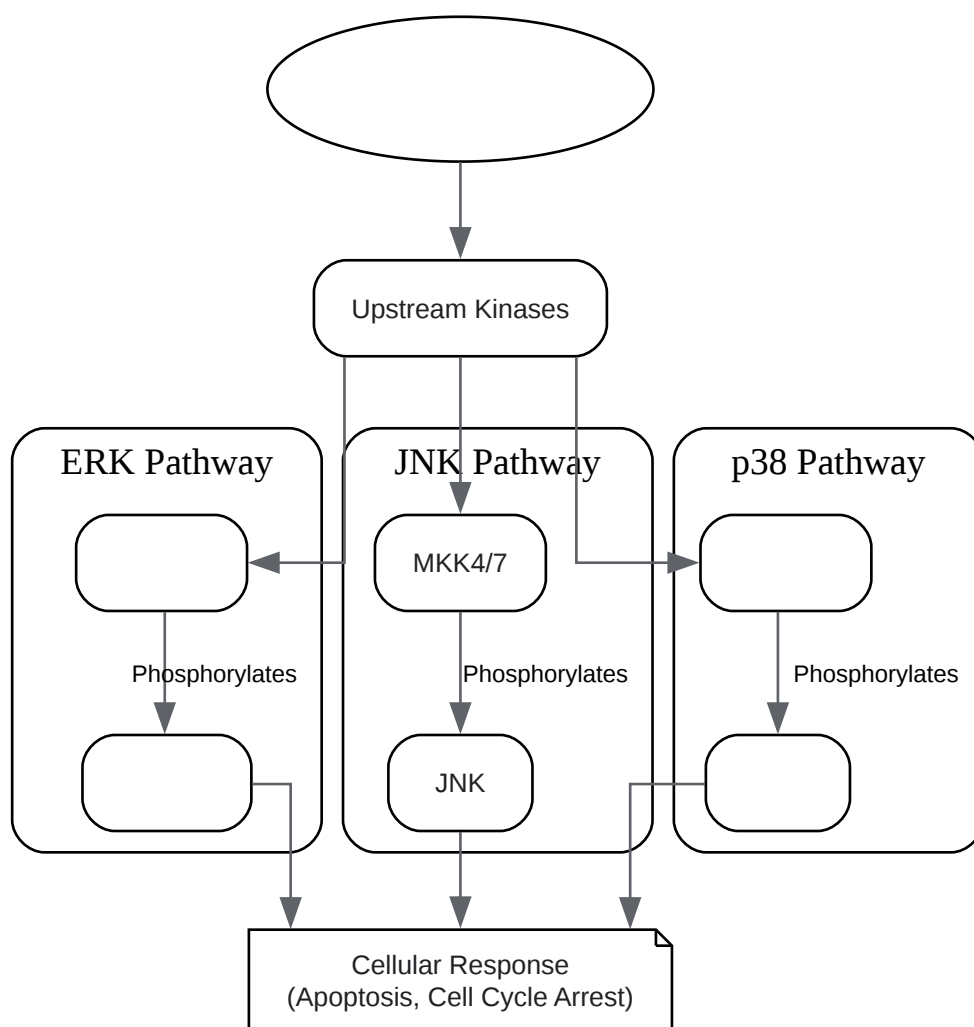 Upstream Kinases
ERK Pathway
JNK Pathway
p38 Pathway
MKK4/7
Phosphorylates
Phosphorylates
Phosphorylates
JNK
Cellular Response
(Apoptosis, Cell Cycle Arrest)